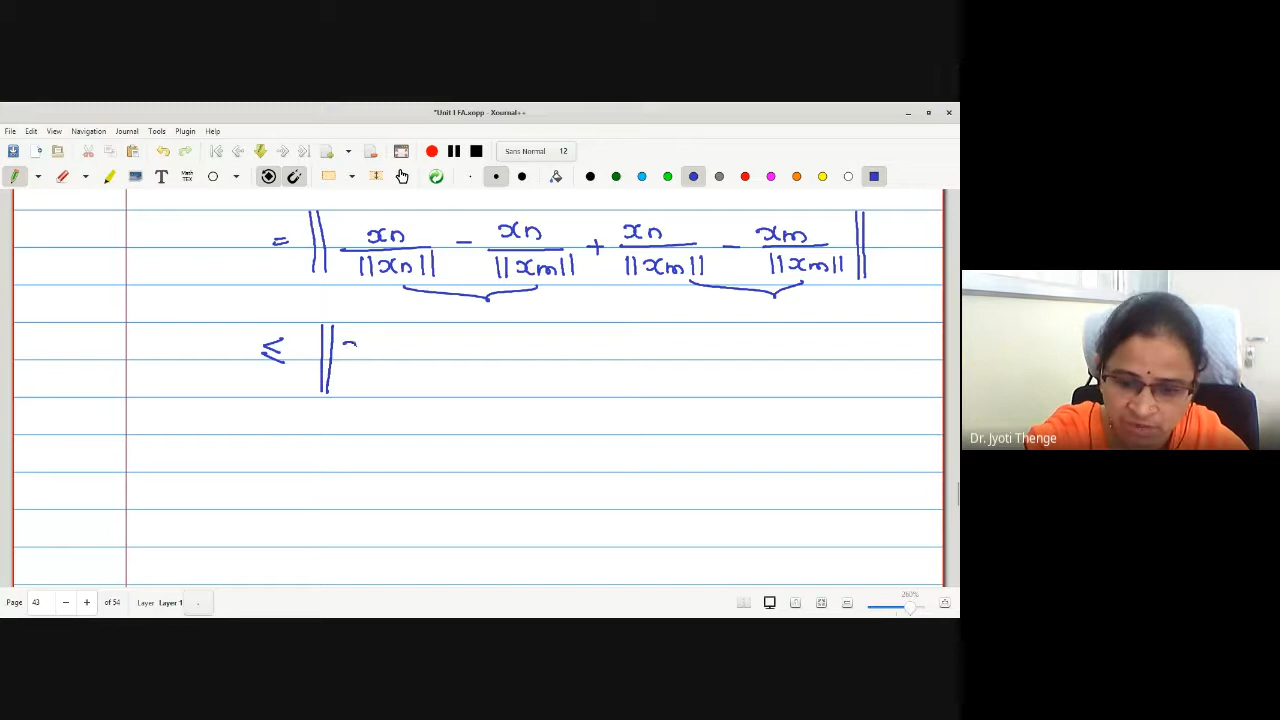 *Unit I FA.xopp - Xournal++
File Edit View Navigation Journal Tools Plugin Help
Sans Normal 12
= || xn / ||xn|| - xn / ||xm|| + xn / ||xm|| - xm / ||xm|| ||
≤ ||
Dr. Jyoti Thenge
Page 43 of 54 Layer Layer 1 260%